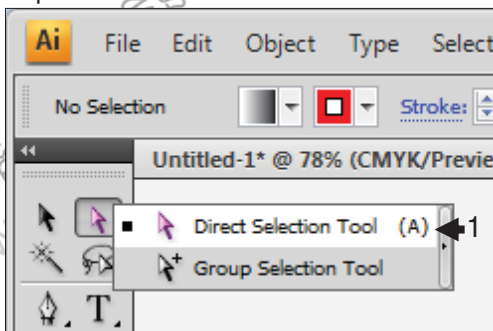 Ai File Edit Object Type Select
No Selection Stroke:
Untitled-1* @ 78% (CMYK/Previe
Direct Selection Tool (A) 1
Group Selection Tool
T